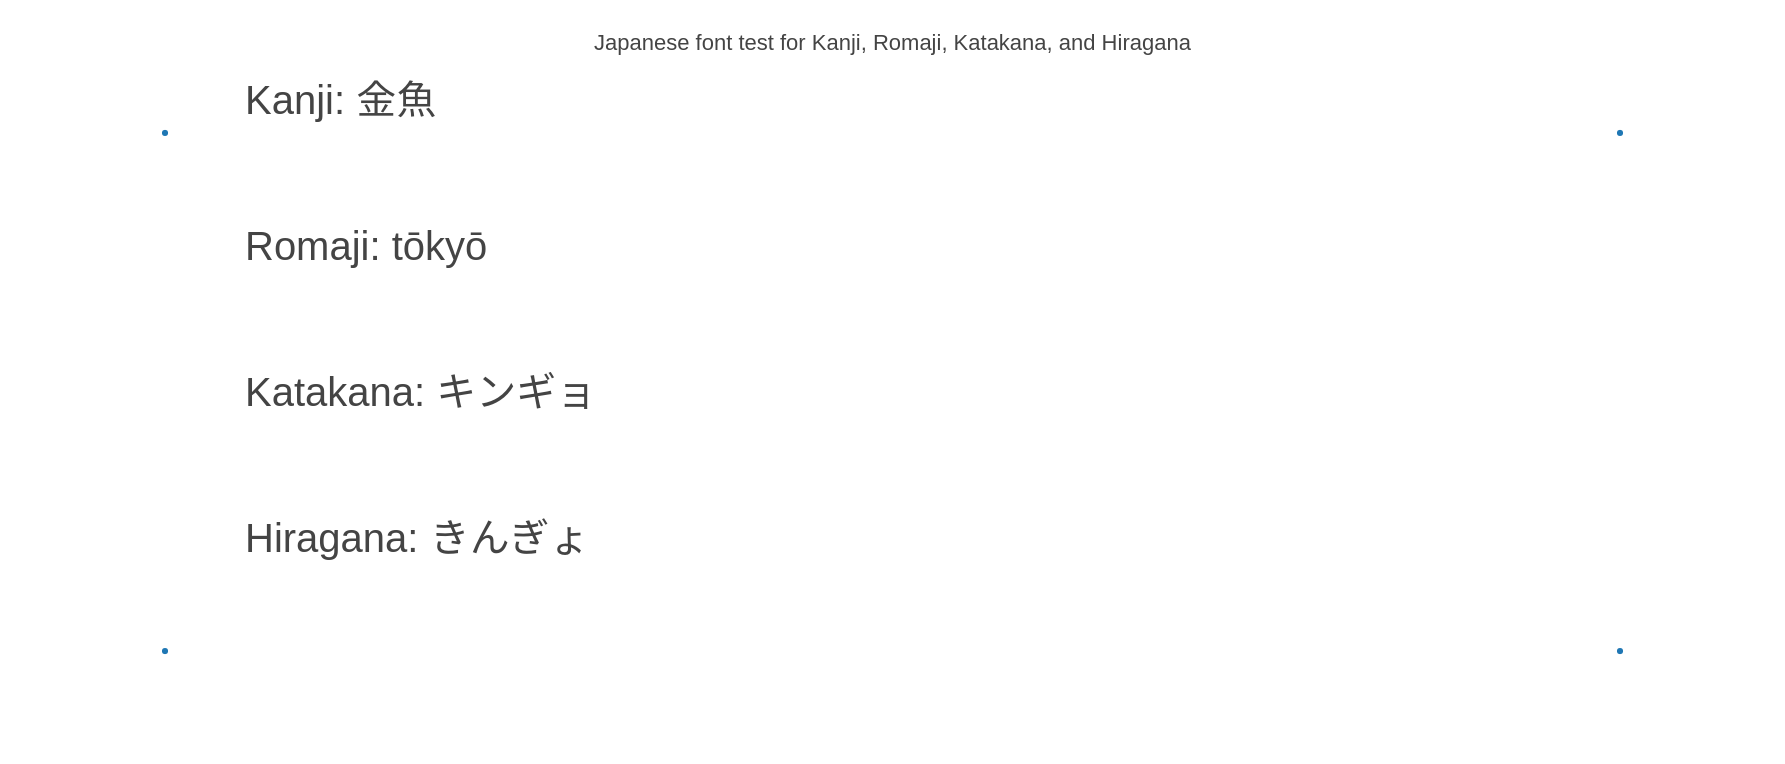 Japanese font test for Kanji, Romaji, Katakana, and Hiragana
Kanji: 金魚
Romaji: tōkyō
Katakana: キンギョ
Hiragana: きんぎょ